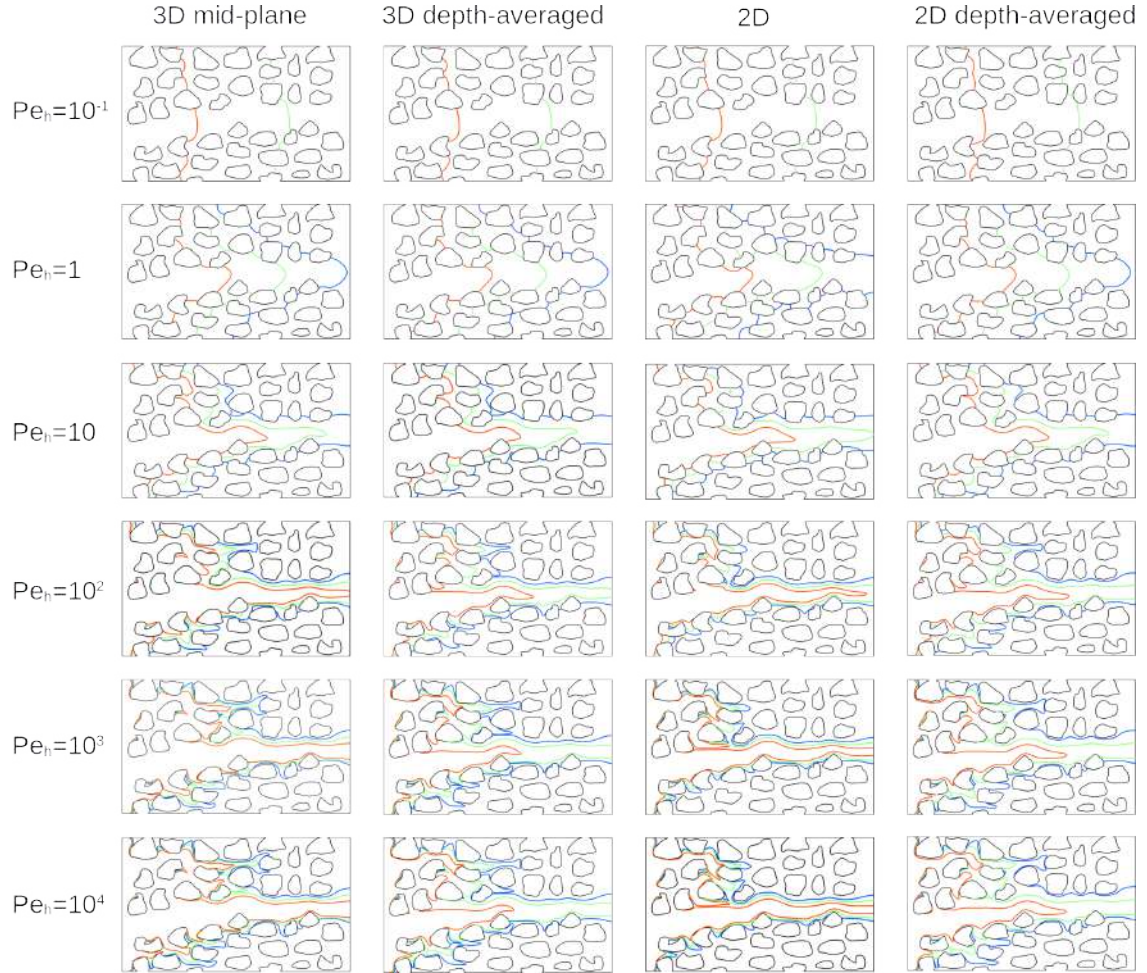 3D mid-plane 3D depth-averaged 2D 2D depth-averaged
Peₕ=10⁻¹
Peₕ=1
Peₕ=10
Peₕ=10²
Peₕ=10³
Peₕ=10⁴